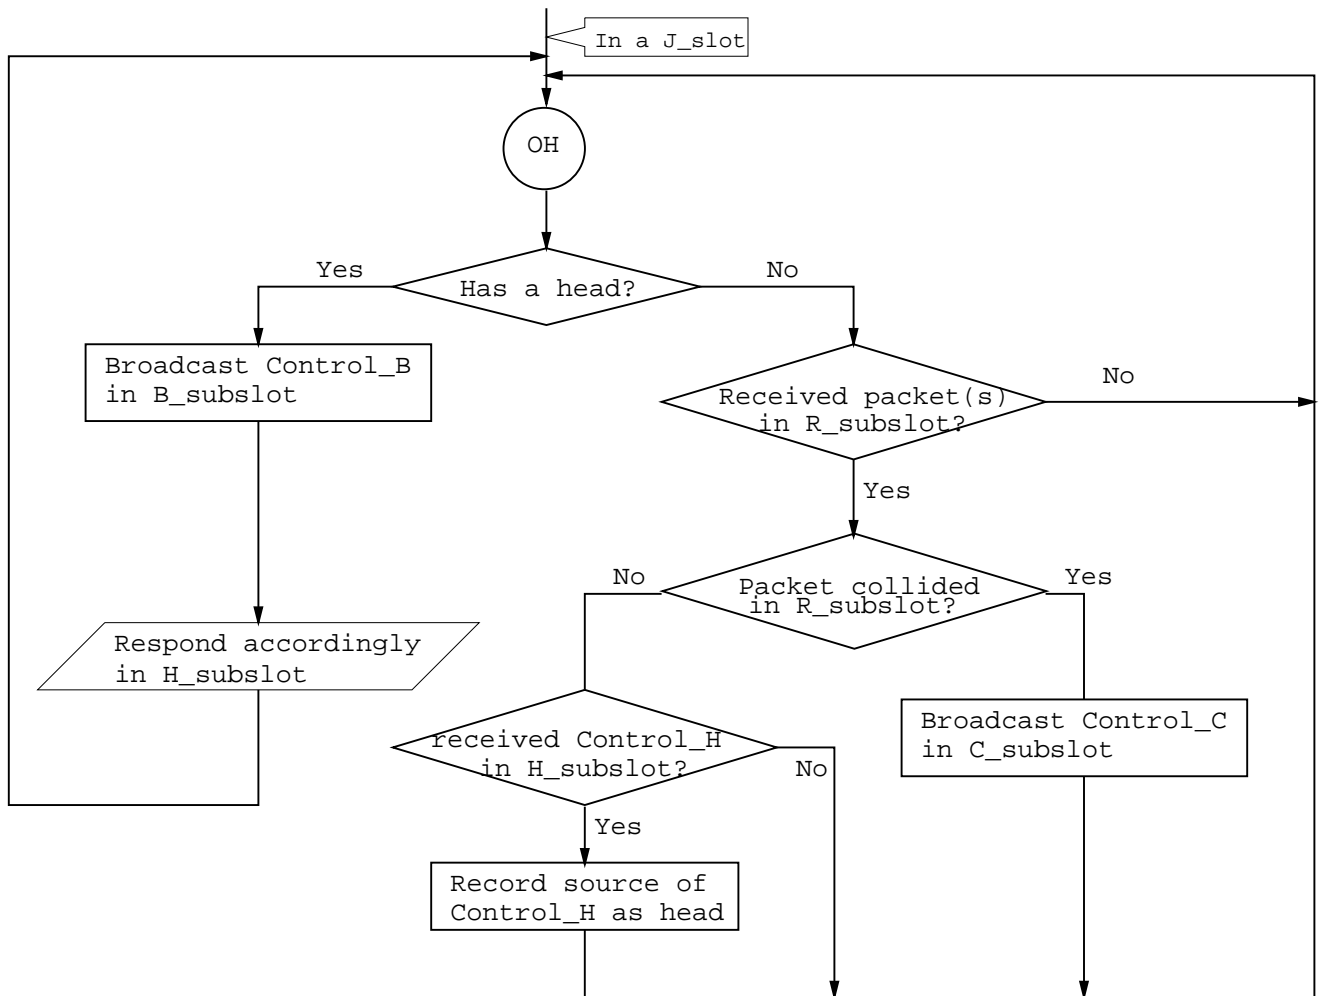 In a J_slot
OH
Yes
No
Has a head?
Broadcast Control_B
in B_subslot
No
Received packet(s)
in R_subslot?
Yes
No
Yes
Packet collided
in R_subslot?
Respond accordingly
in H_subslot
Broadcast Control_C
in C_subslot
received Control_H
in H_subslot?
No
Yes
Record source of
Control_H as head